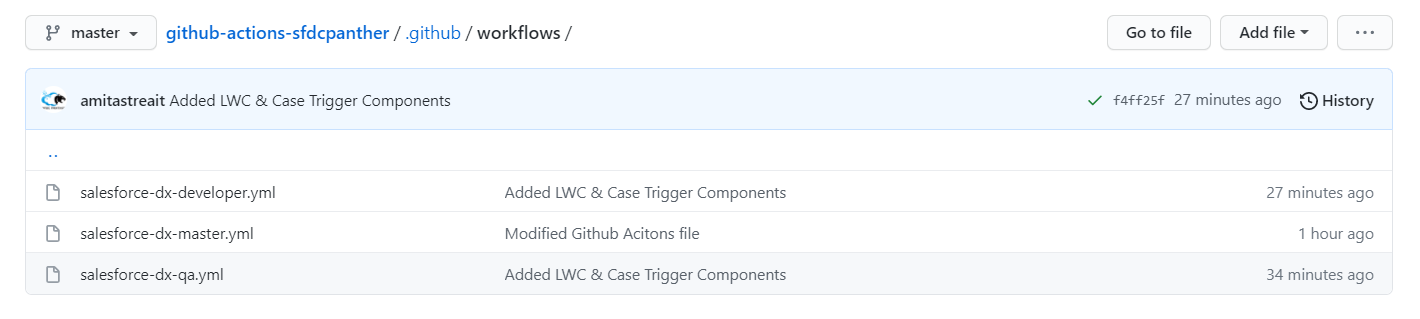 master github-actions-sfdcpanther / .github / workflows / Go to file Add file ...
amitastreait Added LWC & Case Trigger Components f4ff25f 27 minutes ago History
..
salesforce-dx-developer.yml Added LWC & Case Trigger Components 27 minutes ago
salesforce-dx-master.yml Modified Github Acitons file 1 hour ago
salesforce-dx-qa.yml Added LWC & Case Trigger Components 34 minutes ago